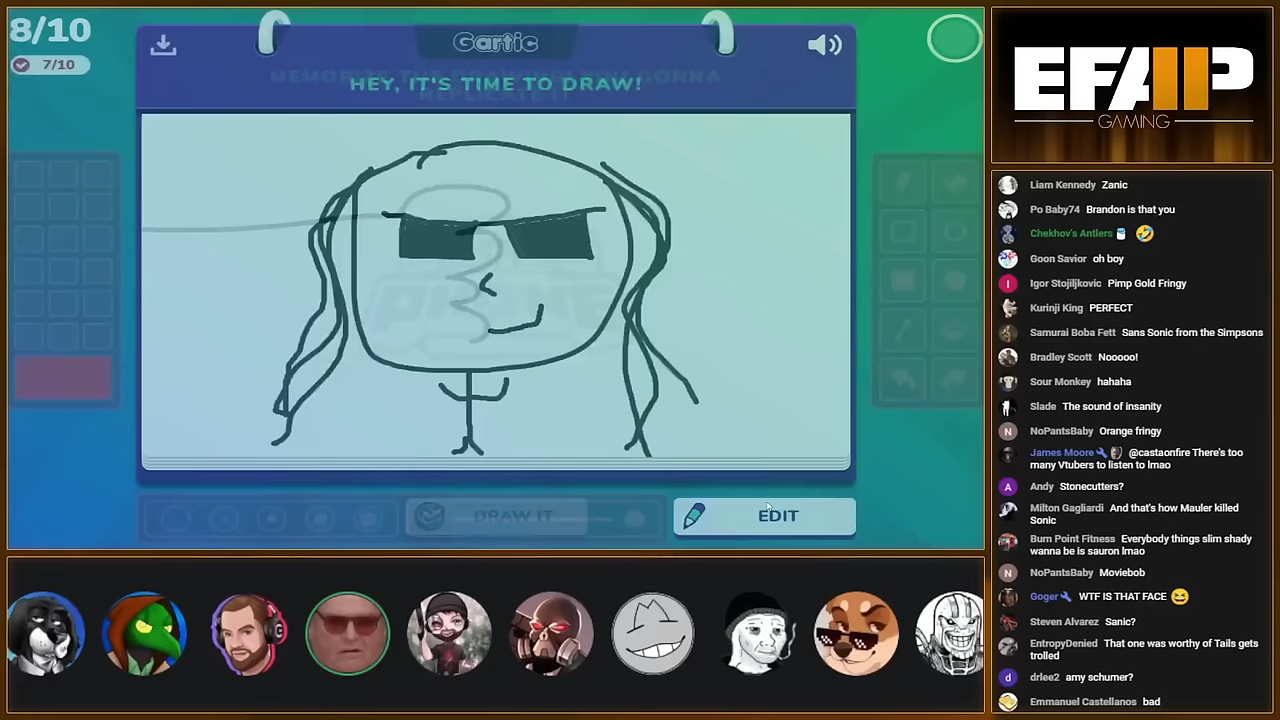 8/10
7/10
Gartic
MEMORIZE
GONNA
HEY, IT'S TIME TO DRAW!
REPLICATE IT
PHONE
DRAW IT
EDIT
EFAP
GAMING
Liam Kennedy Zanic
Po Baby74 Brandon is that you
Chekhov's Antlers 🤣
Goon Savior oh boy
Igor Stojiljkovic Pimp Gold Fringy
Kurinji King PERFECT
Samurai Boba Fett Sans Sonic from the Simpsons
Bradley Scott Nooooo!
Sour Monkey hahaha
Slade The sound of insanity
NoPantsBaby Orange fringy
James Moore @castaonfire There's too
many Vtubers to listen to lmao
Andy Stonecutters?
Milton Gagliardi And that's how Mauler killed
Sonic
Burn Point Fitness Everybody things slim shady
wanna be is sauron lmao
NoPantsBaby Moviebob
Goger WTF IS THAT FACE 😆
Steven Alvarez Sanic?
EntropyDenied That one was worthy of Tails gets
trolled
drlee2 amy schumer?
Emmanuel Castellanos bad